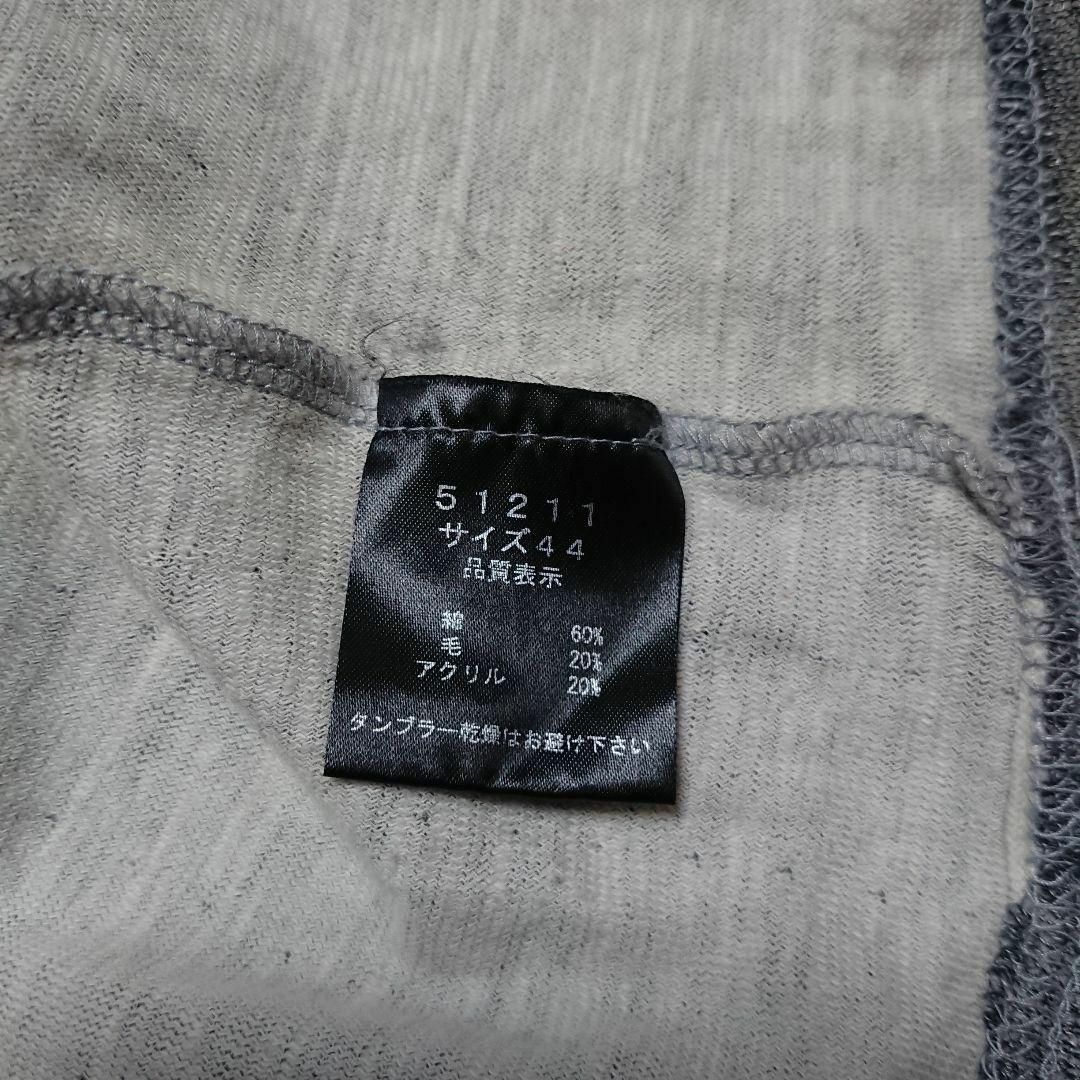 51211
サイズ44
品質表示
綿 60%
毛 20%
アクリル 20%
タンブラー乾燥はお避け下さい